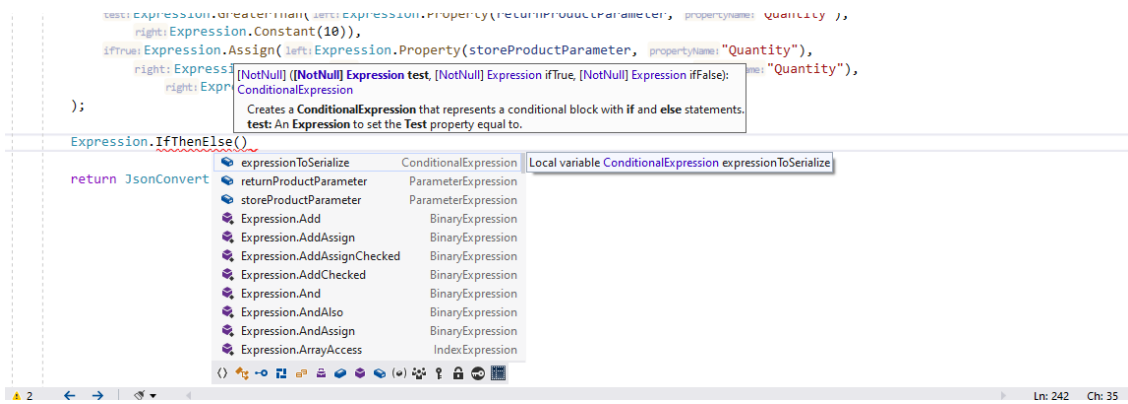 test: Expression.GreaterThan( left: Expression.Property(returnProductParameter, propertyName: "Quantity"),
right: Expression.Constant(10)),
ifTrue: Expression.Assign( left: Expression.Property(storeProductParameter, propertyName: "Quantity"),
right: Expressi me: "Quantity"),
right: Expr
[NotNull] ([NotNull] Expression test, [NotNull] Expression ifTrue, [NotNull] Expression ifFalse):
ConditionalExpression
Creates a ConditionalExpression that represents a conditional block with if and else statements.
test: An Expression to set the Test property equal to.
);
Expression.IfThenElse()
expressionToSerialize ConditionalExpression Local variable ConditionalExpression expressionToSerialize
return JsonConvert returnProductParameter ParameterExpression
storeProductParameter ParameterExpression
Expression.Add BinaryExpression
Expression.AddAssign BinaryExpression
Expression.AddAssignChecked BinaryExpression
Expression.AddChecked BinaryExpression
Expression.And BinaryExpression
Expression.AndAlso BinaryExpression
Expression.AndAssign BinaryExpression
Expression.ArrayAccess IndexExpression
2 Ln: 242 Ch: 35